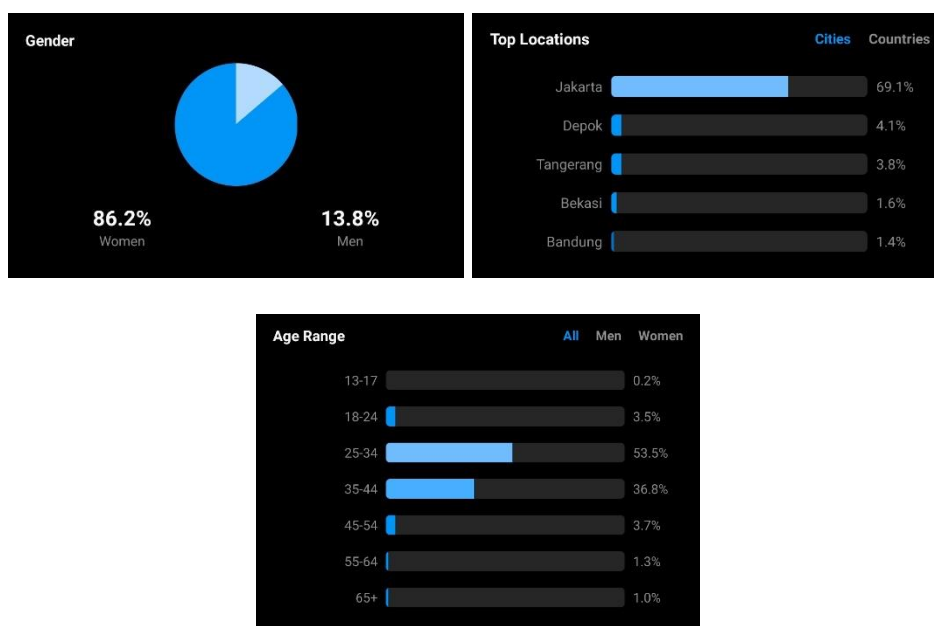 Gender
86.2% 13.8%
Women Men
Top Locations Cities Countries
Jakarta 69.1%
Depok 4.1%
Tangerang 3.8%
Bekasi 1.6%
Bandung 1.4%
Age Range All Men Women
13-17 0.2%
18-24 3.5%
25-34 53.5%
35-44 36.8%
45-54 3.7%
55-64 1.3%
65+ 1.0%